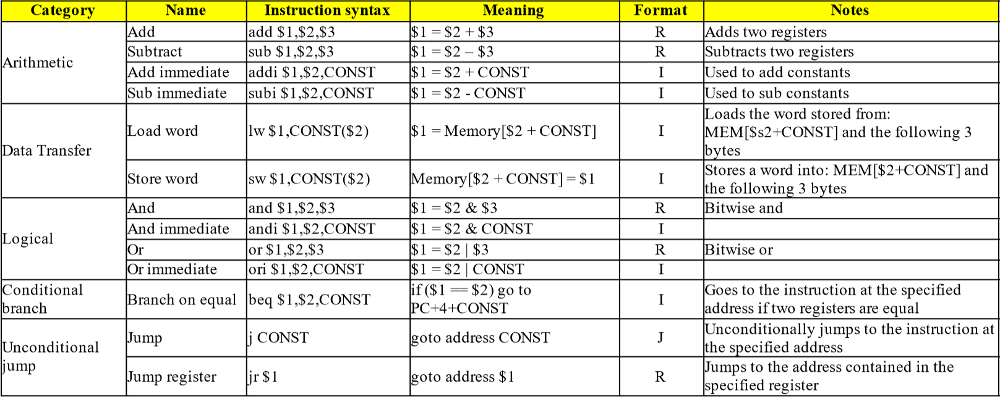 Category Name Instruction syntax Meaning Format Notes
Arithmetic
Add add $1,$2,$3 $1 = $2 + $3 R Adds two registers
Subtract sub $1,$2,$3 $1 = $2 – $3 R Subtracts two registers
Add immediate addi $1,$2,CONST $1 = $2 + CONST I Used to add constants
Sub immediate subi $1,$2,CONST $1 = $2 - CONST I Used to sub constants
Data Transfer
Load word lw $1,CONST($2) $1 = Memory[$2 + CONST] I Loads the word stored from:
MEM[$s2+CONST] and the following 3
bytes
Store word sw $1,CONST($2) Memory[$2 + CONST] = $1 I Stores a word into: MEM[$2+CONST] and
the following 3 bytes
Logical
And and $1,$2,$3 $1 = $2 & $3 R Bitwise and
And immediate andi $1,$2,CONST $1 = $2 & CONST I
Or or $1,$2,$3 $1 = $2 | $3 R Bitwise or
Or immediate ori $1,$2,CONST $1 = $2 | CONST I
Conditional
branch
Branch on equal beq $1,$2,CONST if ($1 == $2) go to
PC+4+CONST
I
Goes to the instruction at the specified
address if two registers are equal
Unconditional
jump
Jump j CONST goto address CONST J Unconditionally jumps to the instruction at
the specified address
Jump register jr $1 goto address $1 R Jumps to the address contained in the
specified register